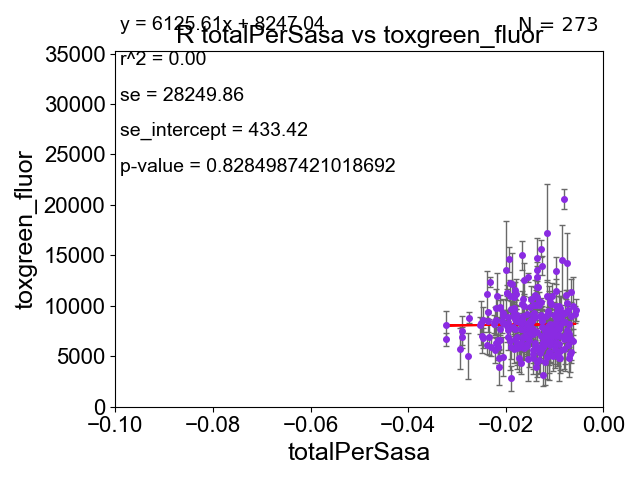 y = 6125.61x + 8247.04
N = 273
R totalPerSasa vs toxgreen_fluor
r^2 = 0.00
se = 28249.86
se_intercept = 433.42
p-value = 0.8284987421018692
35000
30000
25000
20000
15000
10000
5000
0
toxgreen_fluor
−0.10 −0.08 −0.06 −0.04 −0.02 0.00
totalPerSasa